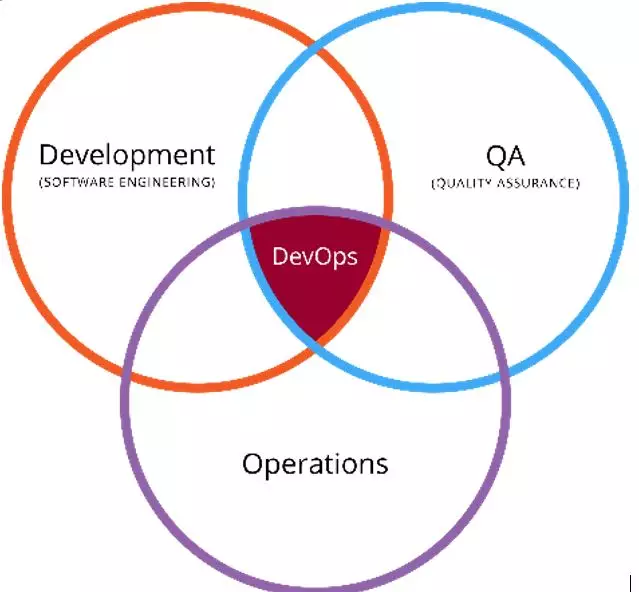 Development
(SOFTWARE ENGINEERING)
QA
(QUALITY ASSURANCE)
DevOps
Operations